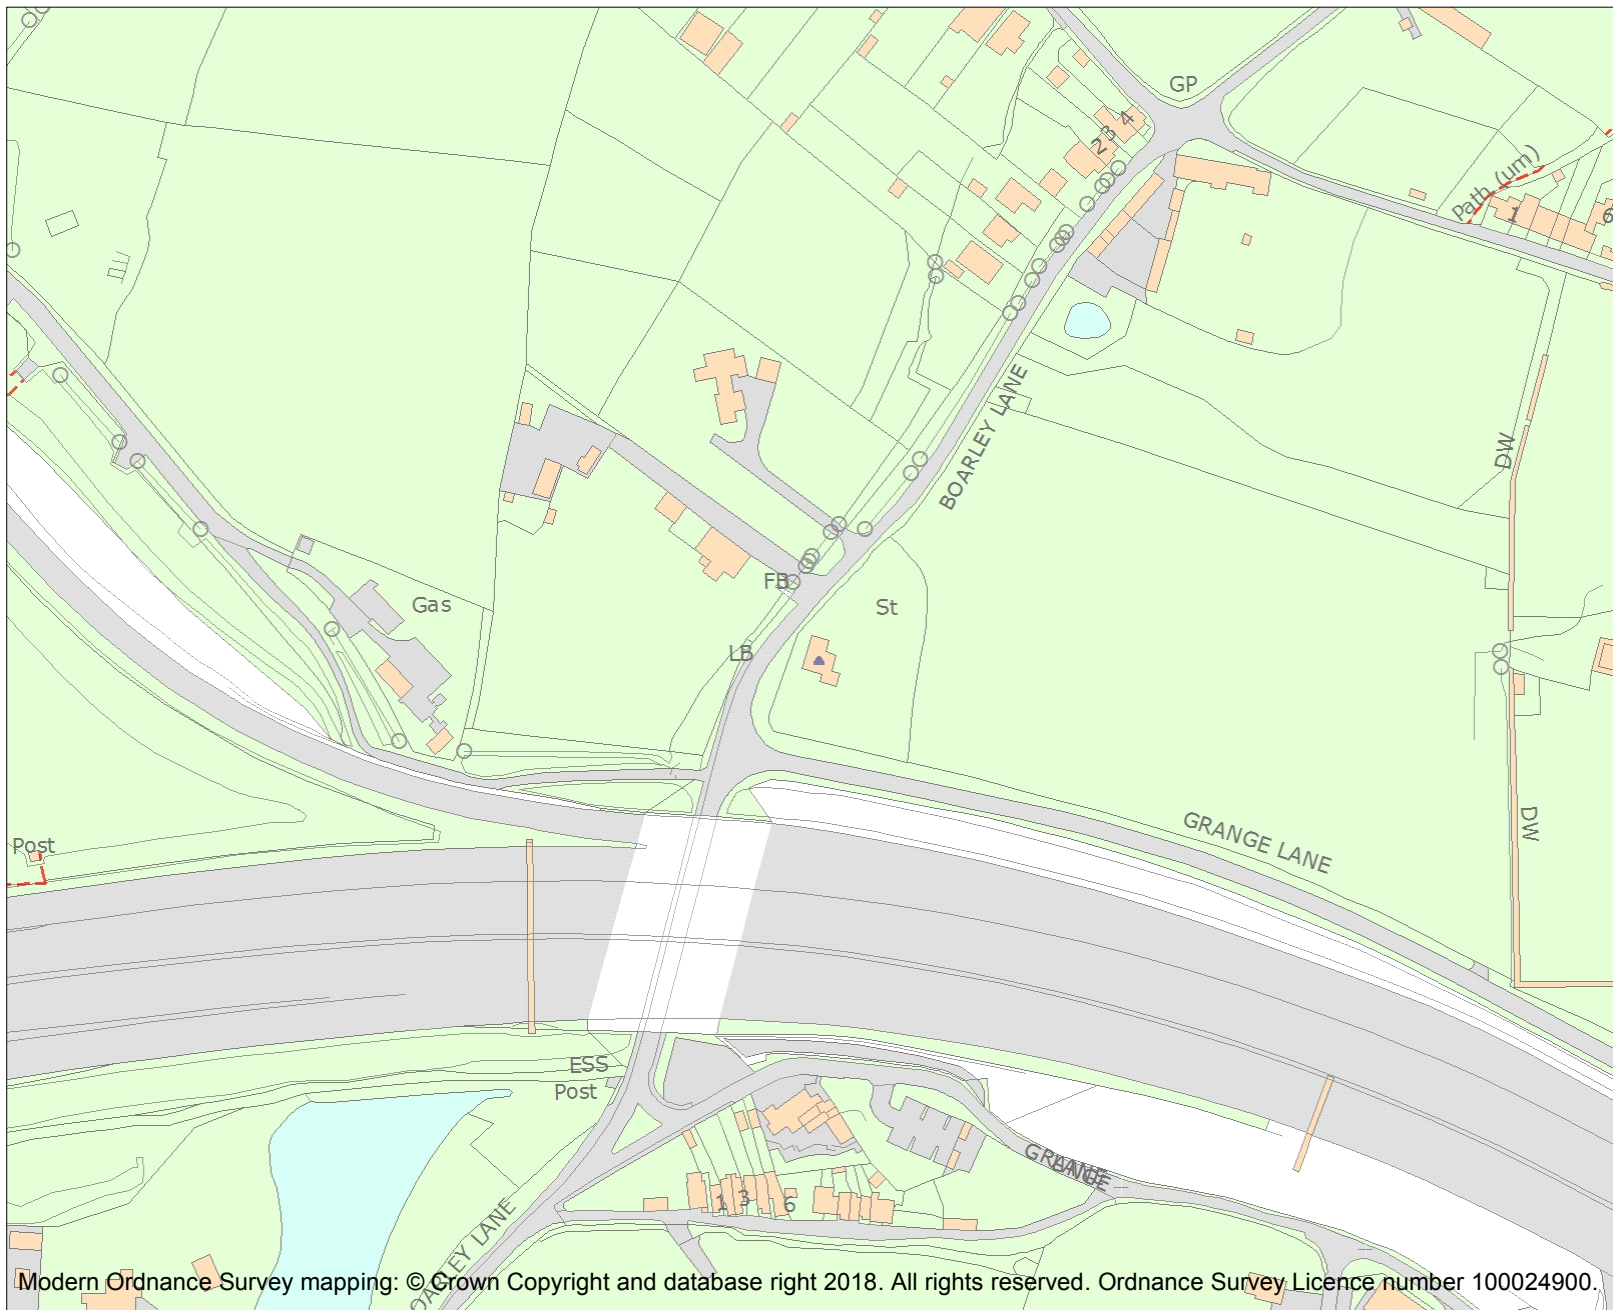 GP
2 3 4
Path (um)
1
6
BOARLEY LANE
DW
FB
St
Gas
LB
GRANGE LANE
DW
Post
ESS
Post
GRANGE
LANE
1 3 6
BOARLEY LANE
Modern Ordnance Survey mapping: © Crown Copyright and database right 2018. All rights reserved. Ordnance Survey Licence number 100024900.